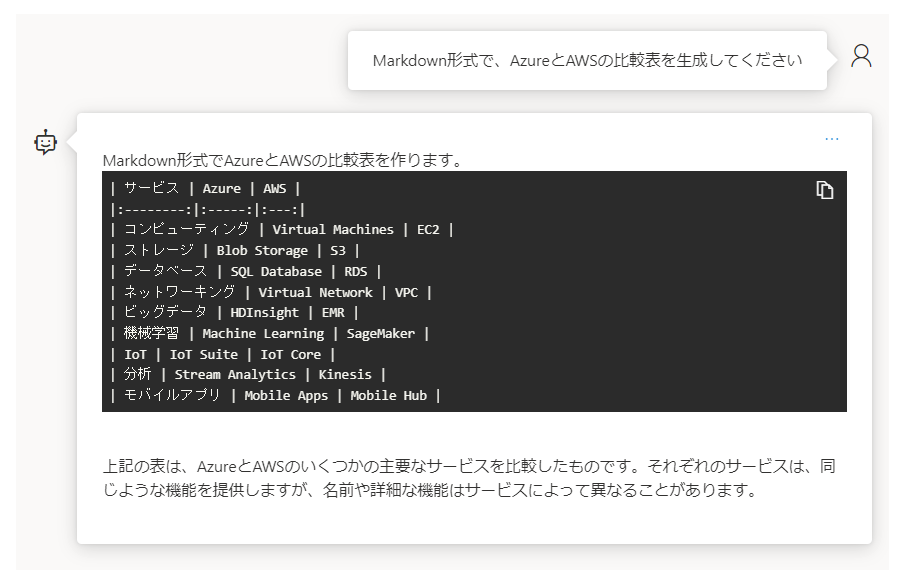 Markdown形式で、AzureとAWSの比較表を生成してください
...
Markdown形式でAzureとAWSの比較表を作ります。
| サービス | Azure | AWS |
|:--------:|:-----:|:---:|
| コンピューティング | Virtual Machines | EC2 |
| ストレージ | Blob Storage | S3 |
| データベース | SQL Database | RDS |
| ネットワーキング | Virtual Network | VPC |
| ビッグデータ | HDInsight | EMR |
| 機械学習 | Machine Learning | SageMaker |
| IoT | IoT Suite | IoT Core |
| 分析 | Stream Analytics | Kinesis |
| モバイルアプリ | Mobile Apps | Mobile Hub |
上記の表は、AzureとAWSのいくつかの主要なサービスを比較したものです。それぞれのサービスは、同
じような機能を提供しますが、名前や詳細な機能はサービスによって異なることがあります。